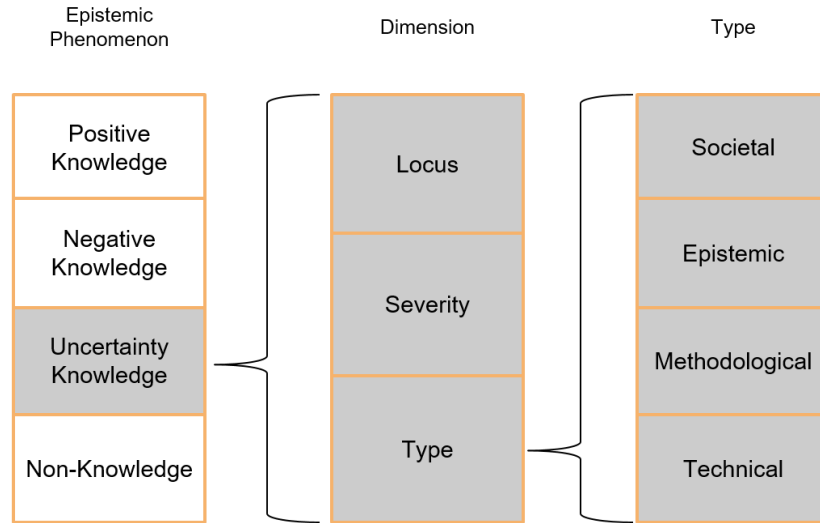 Epistemic
Phenomenon
Dimension
Type
Positive
Knowledge
Negative
Knowledge
Uncertainty
Knowledge
Non-Knowledge
Locus
Severity
Type
Societal
Epistemic
Methodological
Technical